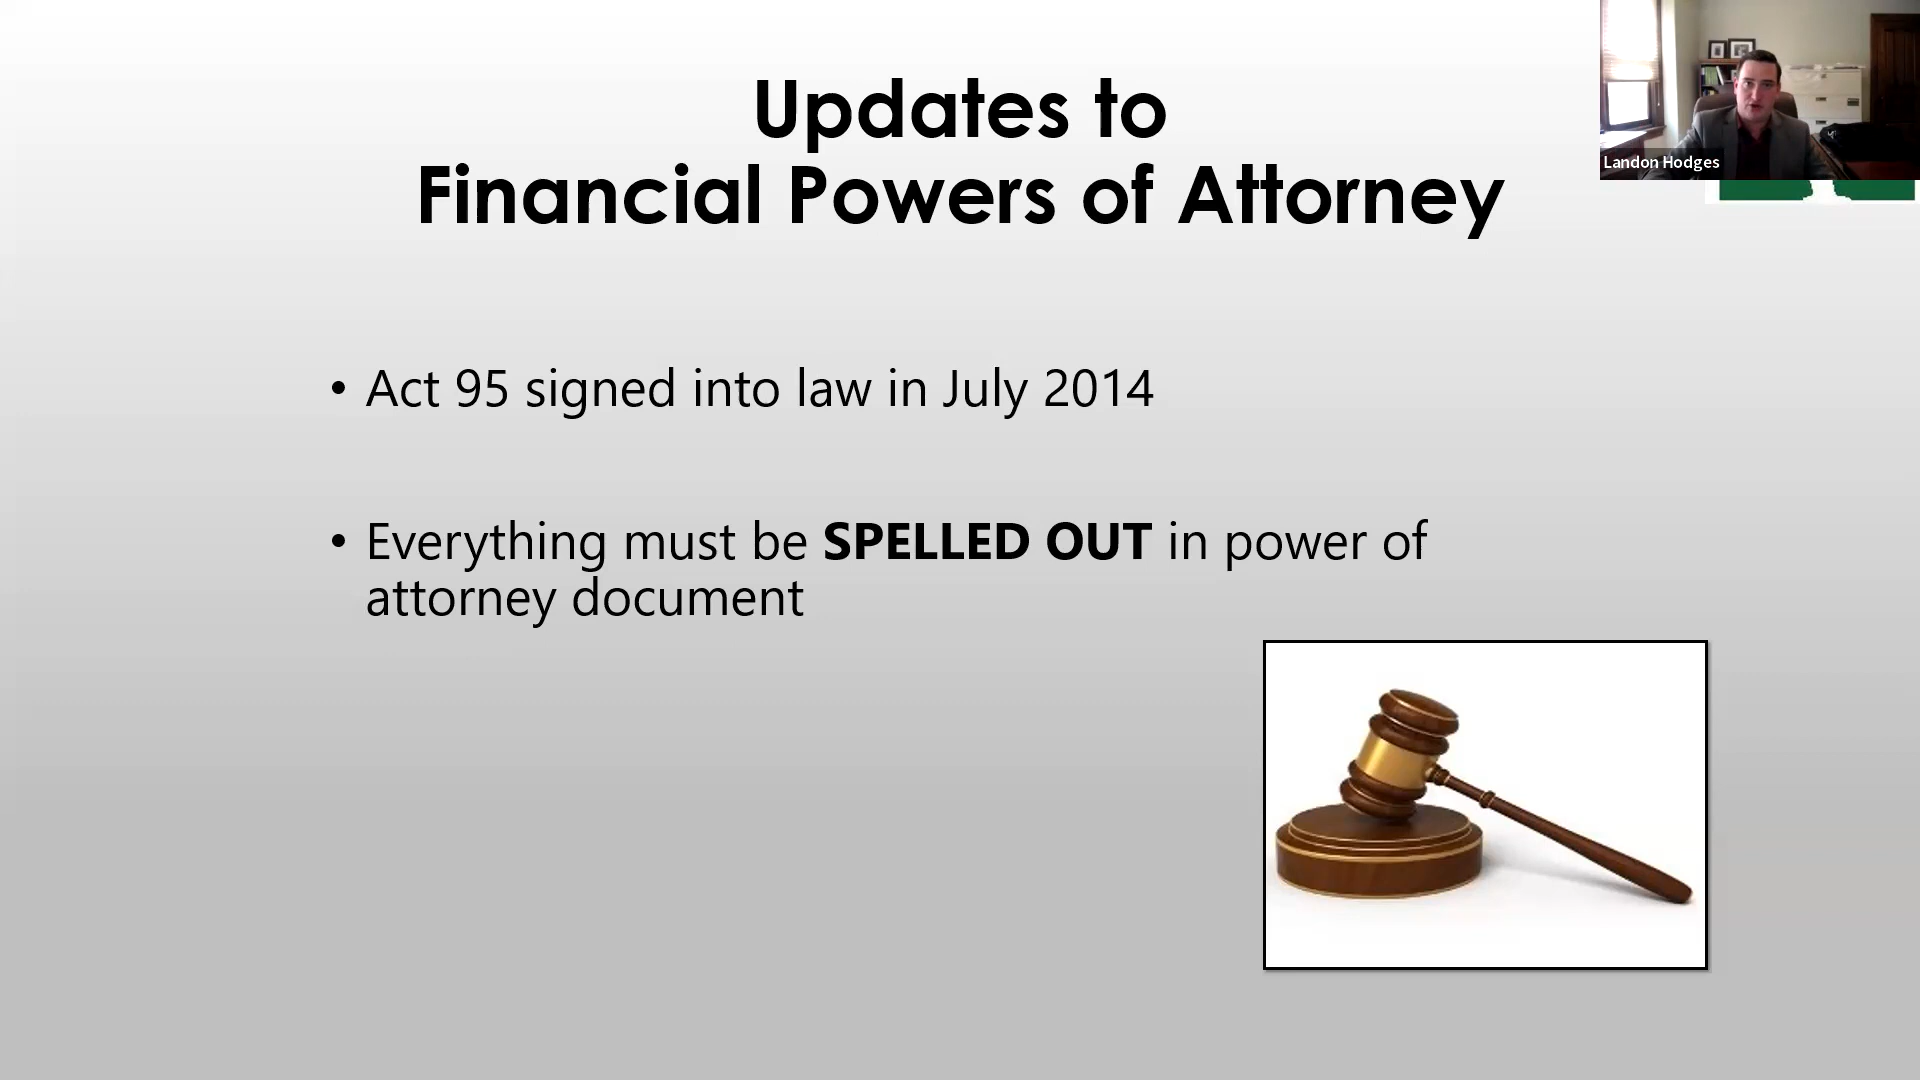 Updates to
Financial Powers of Attorney
Landon Hodges
• Act 95 signed into law in July 2014
• Everything must be SPELLED OUT in power of
attorney document